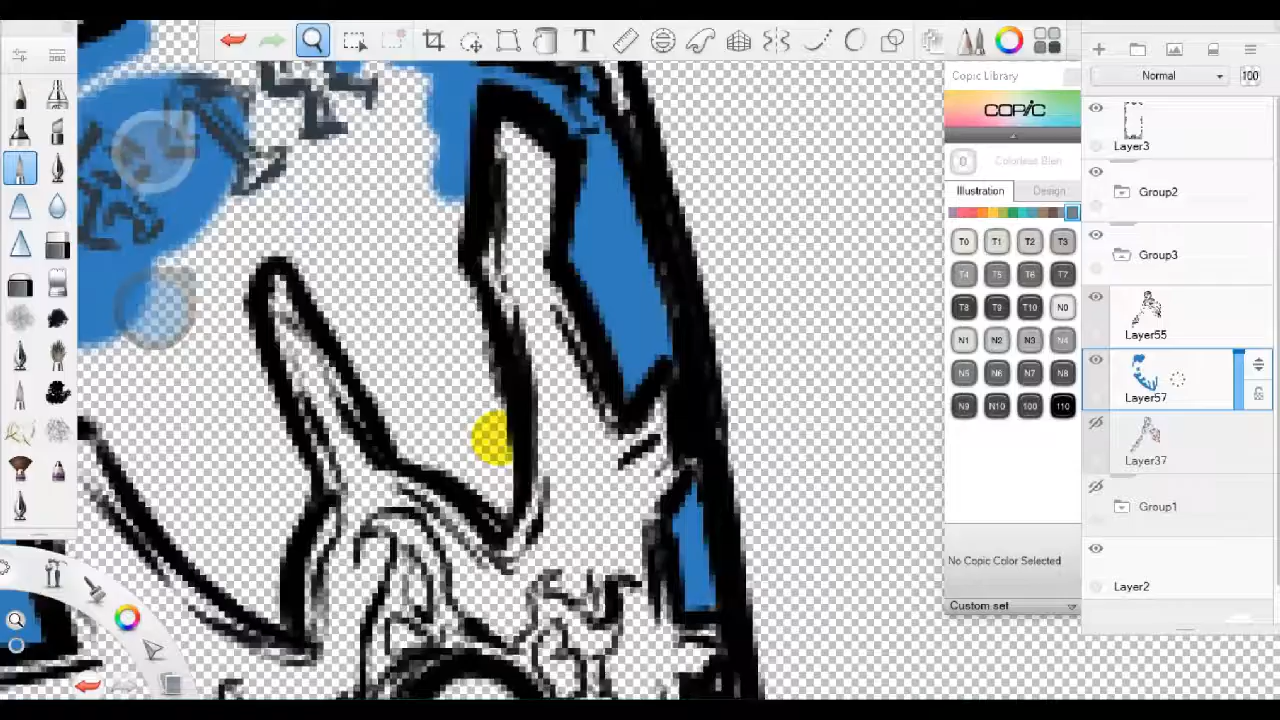 T
Copic Library
COPIC
0 Colorless Blen
Illustration Design
T0 T1 T2 T3
T4 T5 T6 T7
T8 T9 T10 N0
N1 N2 N3 N4
N5 N6 N7 N8
N9 N10 100 110
No Copic Color Selected
Custom set
Normal 100
Layer3
Group2
Group3
Layer55
Layer57
Layer37
Group1
Layer2